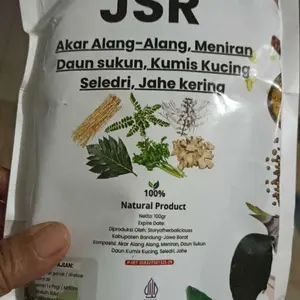 JSR
Akar Alang-Alang, Meniran
Daun sukun, Kumis Kucing
Seledri, Jahe kering
100%
Natural Product
Netto: 100gr
Expire Date:
Diproduksi Oleh: Storyofherbalicious
Kabupaten Bandung-Jawa Barat
Komposisi: Akar Alang Alang, Meniran, Daun Sukun
Daun Kumis Kucing, Seledri, Jahe